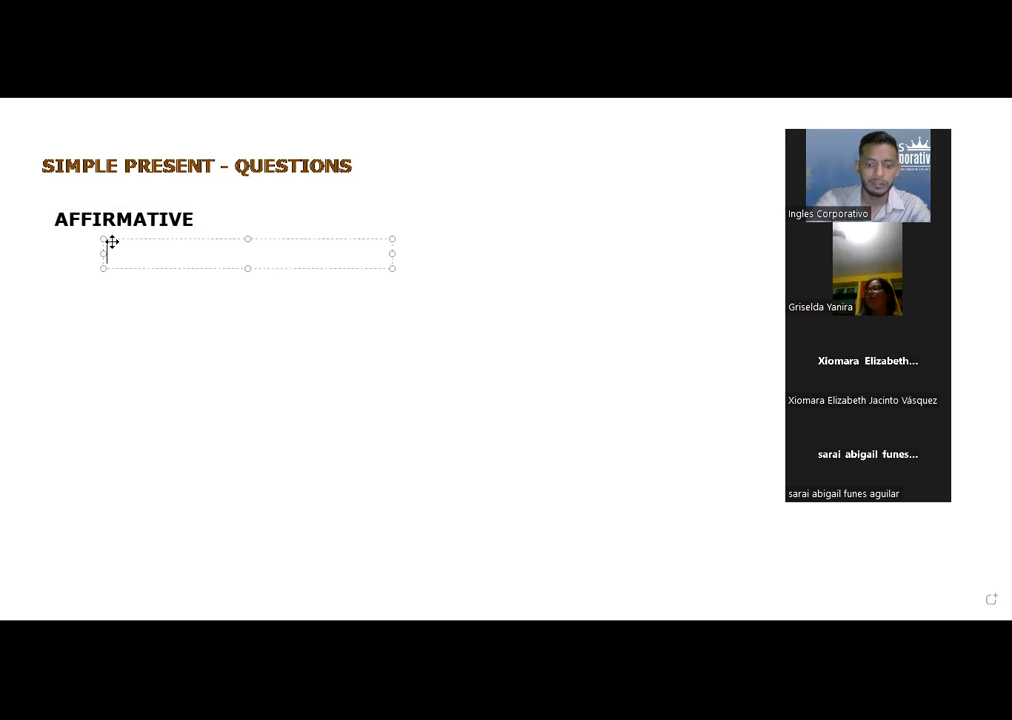 SIMPLE PRESENT - QUESTIONS
AFFIRMATIVE
Ingles Corporativo
Griselda Yanira
Xiomara Elizabeth...
Xiomara Elizabeth Jacinto Vásquez
sarai abigail funes...
sarai abigail funes aguilar